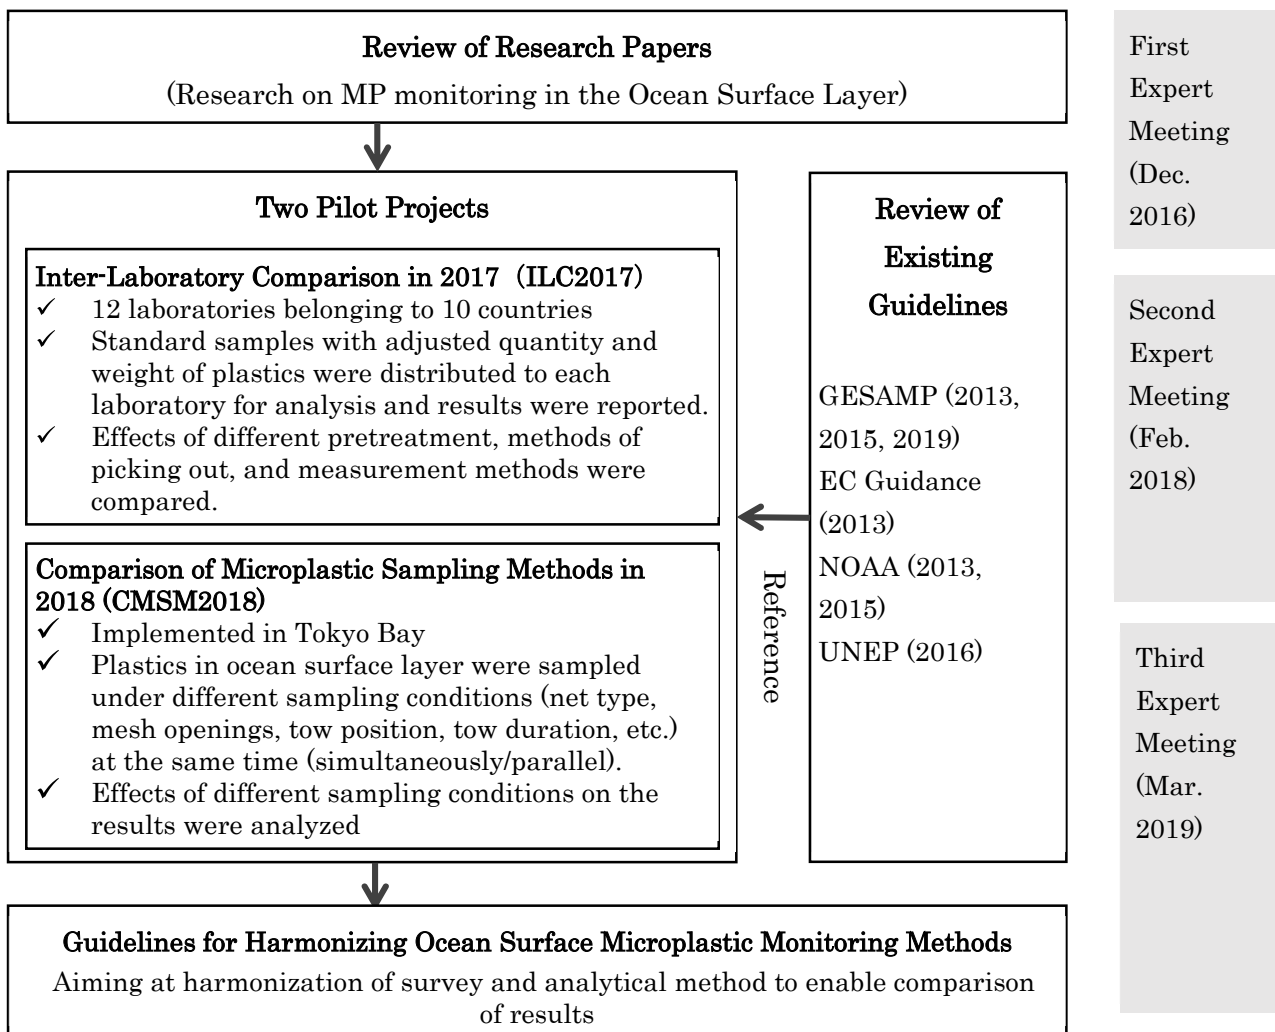 Review of Research Papers
(Research on MP monitoring in the Ocean Surface Layer)
Two Pilot Projects
Inter-Laboratory Comparison in 2017 (ILC2017)
✓ 12 laboratories belonging to 10 countries
✓ Standard samples with adjusted quantity and
weight of plastics were distributed to each
laboratory for analysis and results were reported.
✓ Effects of different pretreatment, methods of
picking out, and measurement methods were
compared.
Comparison of Microplastic Sampling Methods in
2018 (CMSM2018)
✓ Implemented in Tokyo Bay
✓ Plastics in ocean surface layer were sampled
under different sampling conditions (net type,
mesh openings, tow position, tow duration, etc.)
at the same time (simultaneously/parallel).
✓ Effects of different sampling conditions on the
results were analyzed
Reference
Review of
Existing
Guidelines
GESAMP (2013,
2015, 2019)
EC Guidance
(2013)
NOAA (2013,
2015)
UNEP (2016)
Guidelines for Harmonizing Ocean Surface Microplastic Monitoring Methods
Aiming at harmonization of survey and analytical method to enable comparison
of results
First
Expert
Meeting
(Dec.
2016)
Second
Expert
Meeting
(Feb.
2018)
Third
Expert
Meeting
(Mar.
2019)